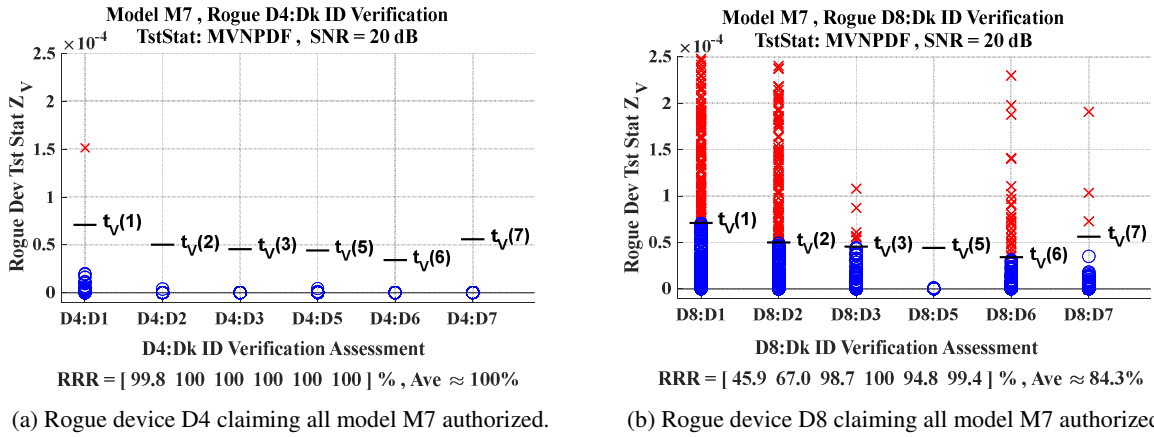 Model M7 , Rogue D4:Dk ID Verification
TstStat: MVNPDF , SNR = 20 dB
×10⁻⁴
2.5
2
1.5
1
0.5
0
Rogue Dev Tst Stat Z_V
t_V(1)
t_V(2)
t_V(3)
t_V(5)
t_V(6)
t_V(7)
D4:D1 D4:D2 D4:D3 D4:D5 D4:D6 D4:D7
D4:Dk ID Verification Assessment
RRR = [ 99.8 100 100 100 100 100 ] % , Ave ≈ 100%
(a) Rogue device D4 claiming all model M7 authorized.
Model M7 , Rogue D8:Dk ID Verification
TstStat: MVNPDF , SNR = 20 dB
×10⁻⁴
2.5
2
1.5
1
0.5
0
Rogue Dev Tst Stat Z_V
t_V(1)
t_V(2)
t_V(3)
t_V(5)
t_V(6)
t_V(7)
D8:D1 D8:D2 D8:D3 D8:D5 D8:D6 D8:D7
D8:Dk ID Verification Assessment
RRR = [ 45.9 67.0 98.7 100 94.8 99.4 ] % , Ave ≈ 84.3%
(b) Rogue device D8 claiming all model M7 authorized